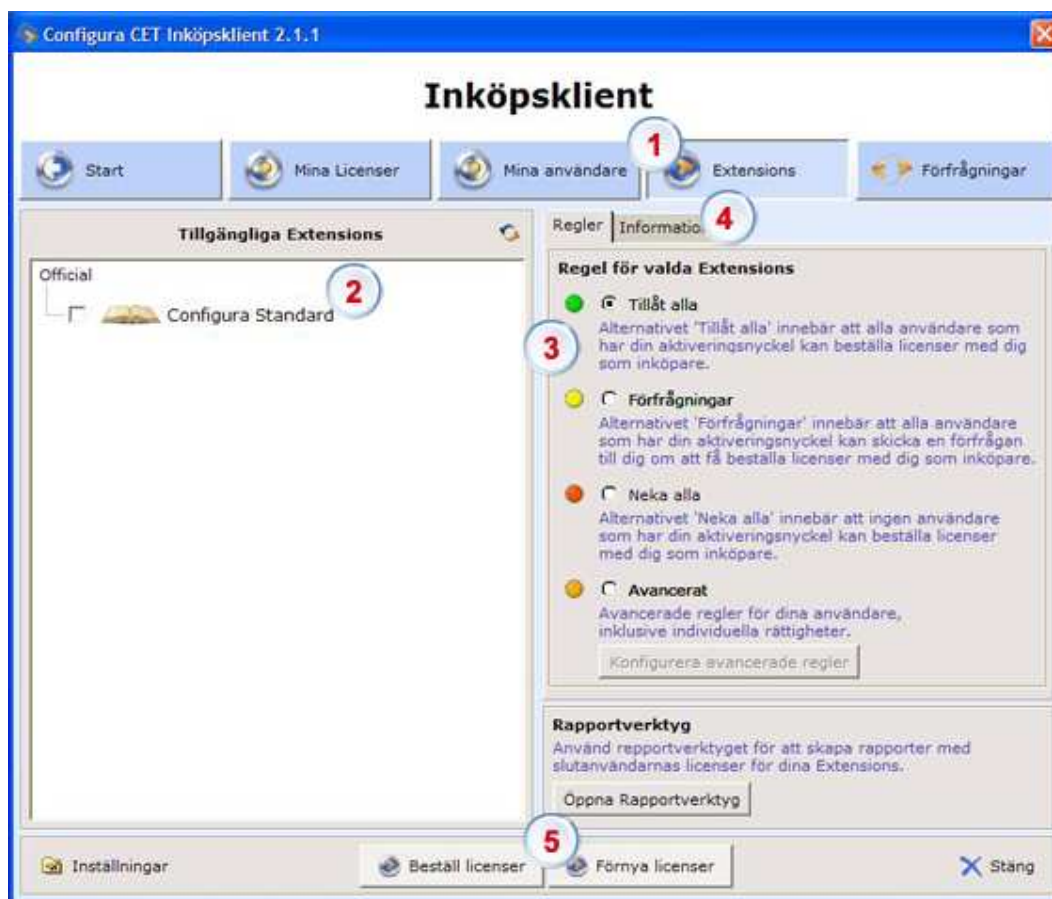 Configura CET Inköpsklient 2.1.1
Inköpsklient
Start
Mina Licenser
Mina användare
1
Extensions
Förfrågningar
Tillgängliga Extensions
Official
Configura Standard
2
Regler
Informatio
4
Regel för valda Extensions
3
Tillåt alla
Alternativet 'Tillåt alla' innebär att alla användare som
har din aktiveringsnyckel kan beställa licenser med dig
som inköpare.
Förfrågningar
Alternativet 'Förfrågningar' innebär att alla användare
som har din aktiveringsnyckel kan skicka en förfrågan
till dig om att få beställa licenser med dig som inköpare.
Neka alla
Alternativet 'Neka alla' innebär att ingen användare
som har din aktiveringsnyckel kan beställa licenser
med dig som inköpare.
Avancerat
Avancerade regler för dina användare,
inklusive individuella rättigheter.
Konfigurera avancerade regler
Rapportverktyg
Använd repportverktyget för att skapa rapporter med
slutanvändarnas licenser för dina Extensions.
Öppna Rapportverktyg
Inställningar
Beställ licenser
5
Förnya licenser
Stäng